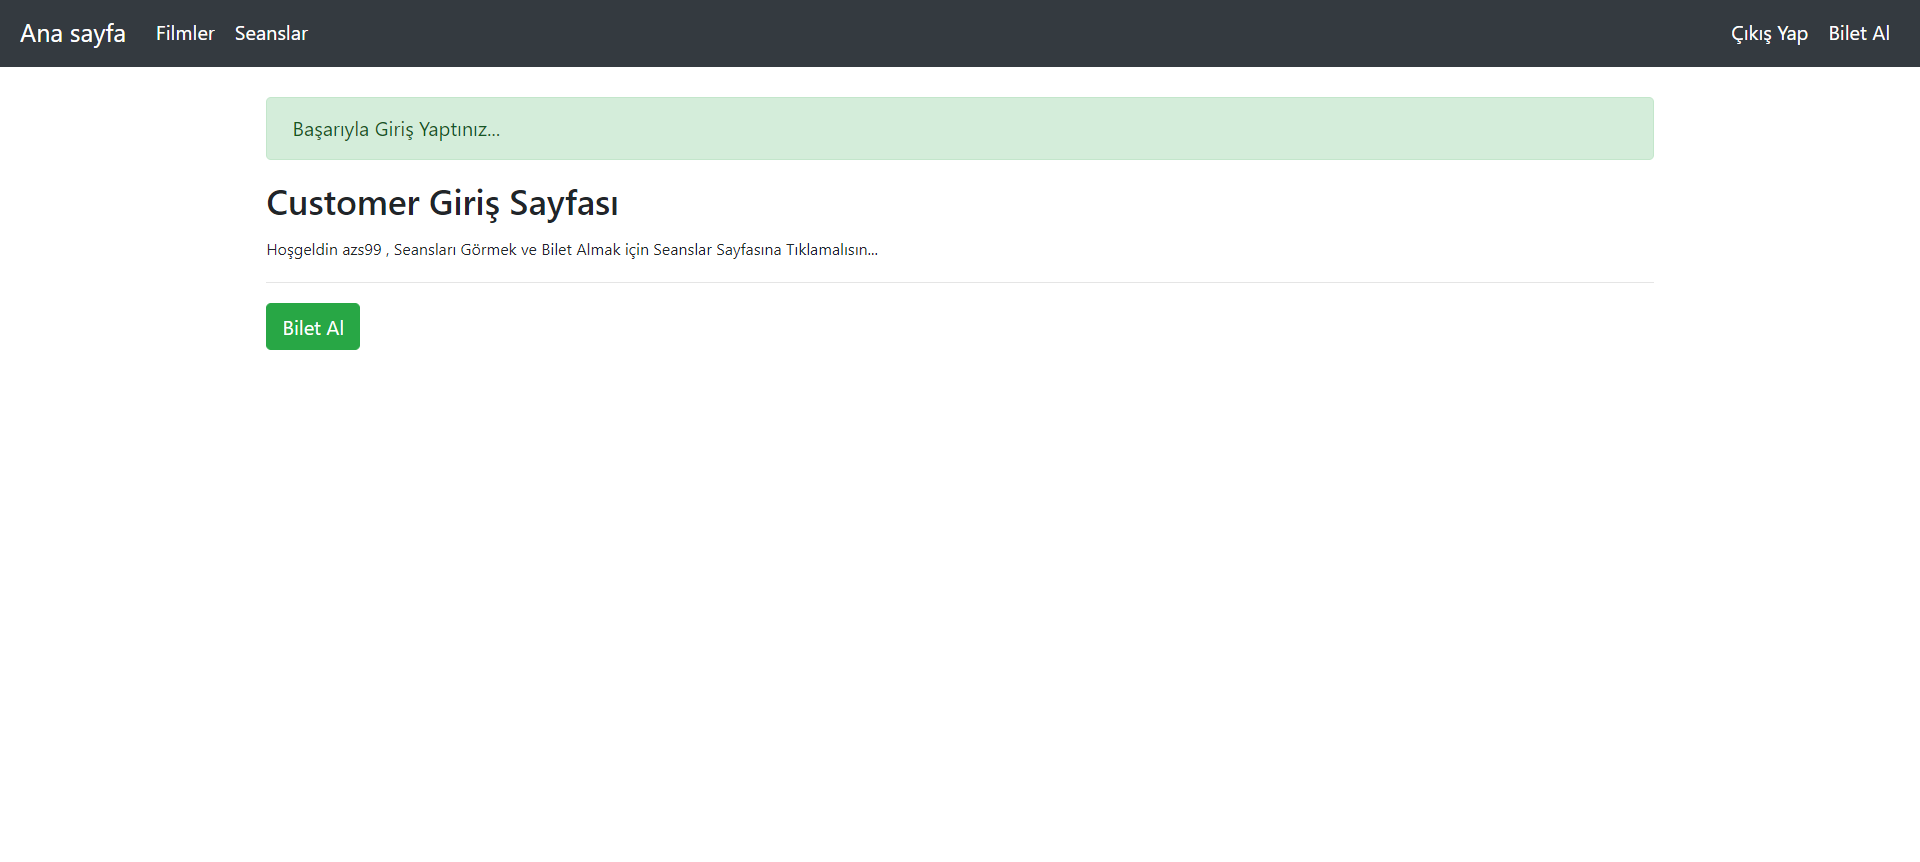 Ana sayfa Filmler Seanslar Çıkış Yap Bilet Al
Başarıyla Giriş Yaptınız...
Customer Giriş Sayfası
Hoşgeldin azs99 , Seansları Görmek ve Bilet Almak için Seanslar Sayfasına Tıklamalısın...
Bilet Al